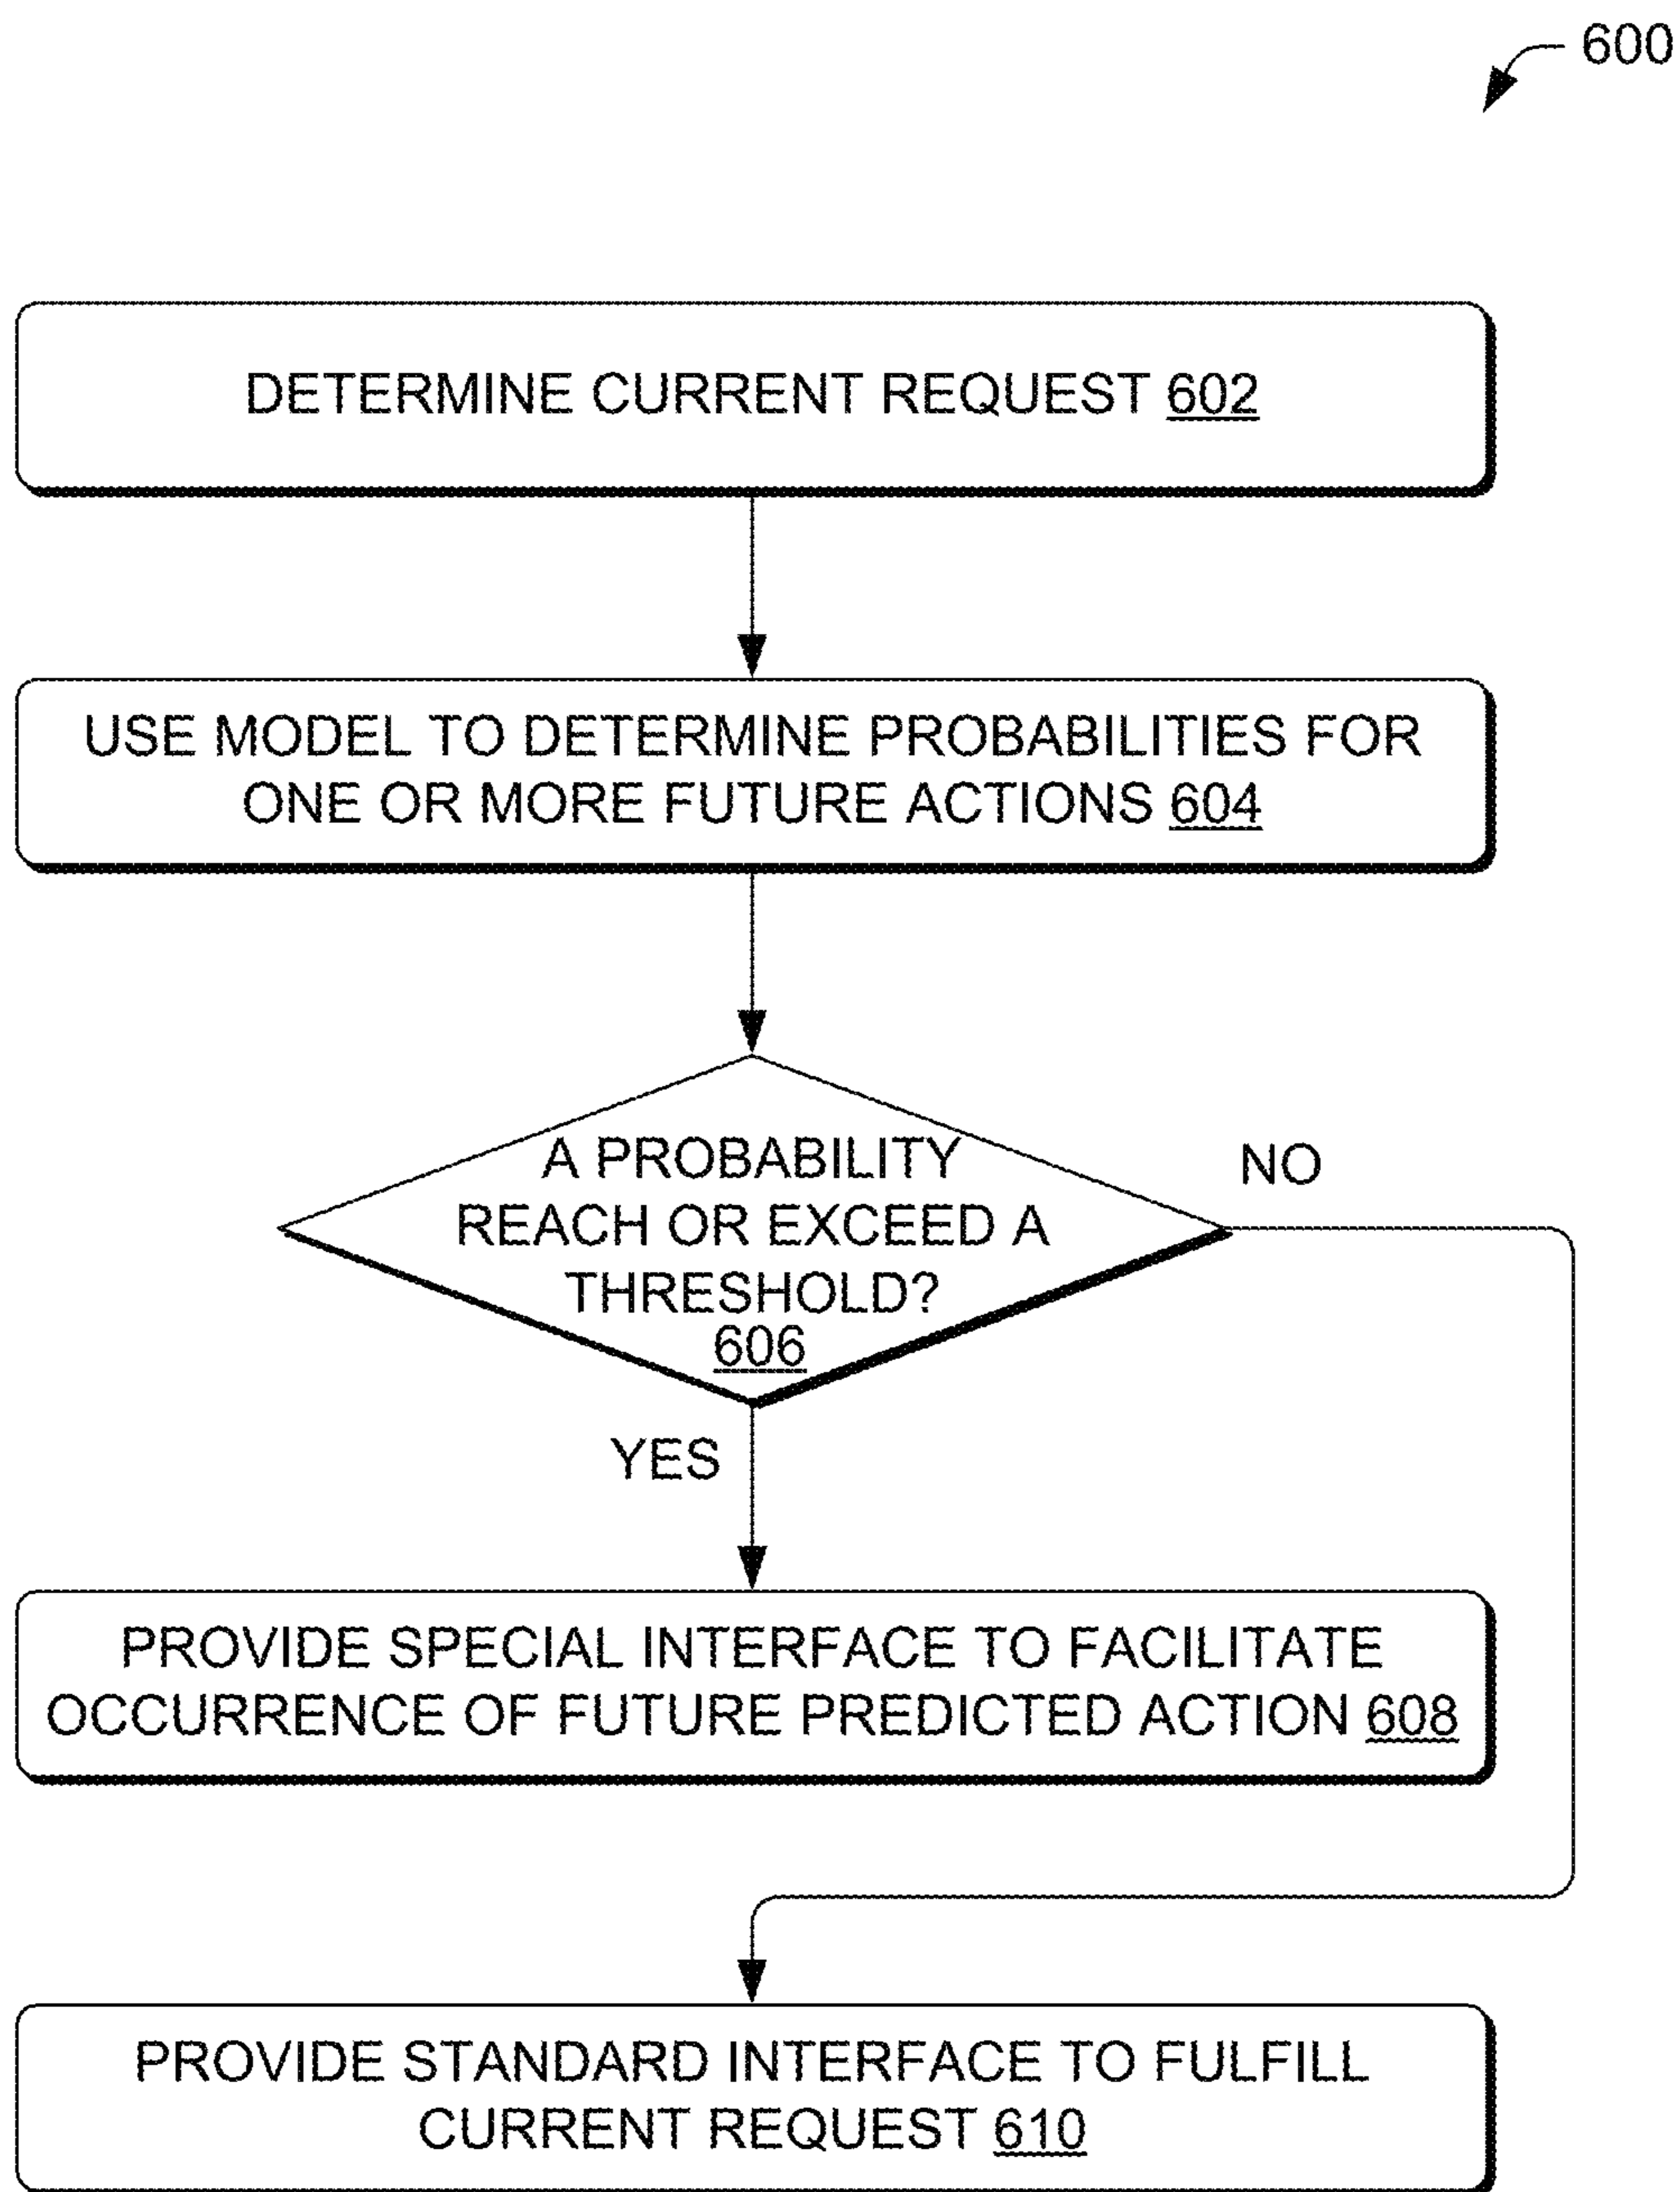 600
DETERMINE CURRENT REQUEST 602
USE MODEL TO DETERMINE PROBABILITIES FOR
ONE OR MORE FUTURE ACTIONS 604
A PROBABILITY
REACH OR EXCEED A
THRESHOLD?
606
NO
YES
PROVIDE SPECIAL INTERFACE TO FACILITATE
OCCURRENCE OF FUTURE PREDICTED ACTION 608
PROVIDE STANDARD INTERFACE TO FULFILL
CURRENT REQUEST 610